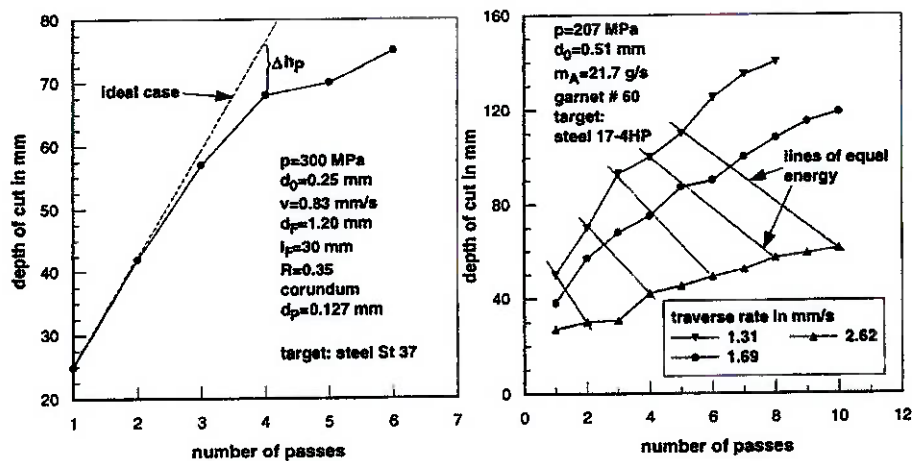 80
70
60
50
40
30
20
depth of cut in mm
1 2 3 4 5 6 7
number of passes
ideal case
Δhp
p=300 MPa
d0=0.25 mm
v=0.83 mm/s
dF=1.20 mm
lF=30 mm
R=0.35
corundum
dp=0.127 mm
target: steel St 37
160
120
80
40
0
depth of cut in mm
0 2 4 6 8 10 12
number of passes
p=207 MPa
d0=0.51 mm
mA=21.7 g/s
garnet # 60
target:
steel 17-4HP
lines of equal
energy
traverse rate in mm/s
1.31 2.62
1.69